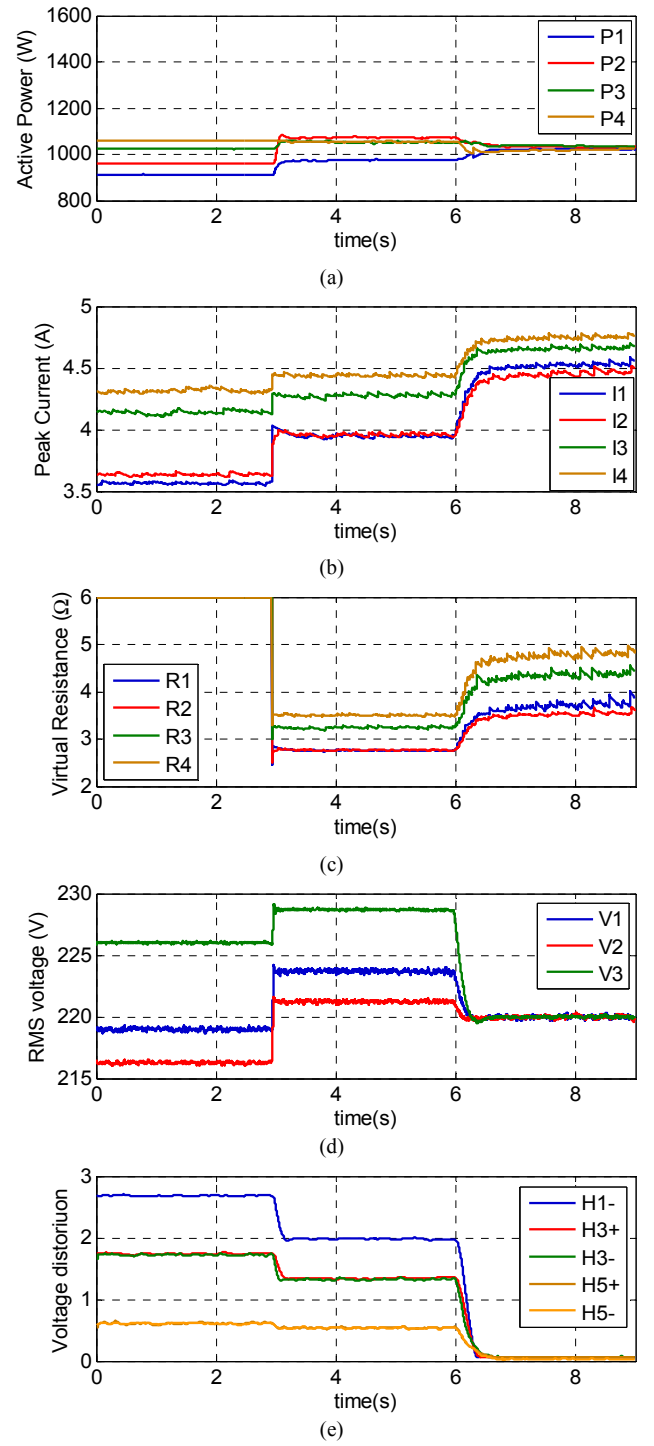 1600
1400
1200
1000
800
Active Power (W)
P1
P2
P3
P4
0 2 4 6 8
time(s)
(a)
5
4.5
4
3.5
Peak Current (A)
I1
I2
I3
I4
0 2 4 6 8
time(s)
(b)
6
5
4
3
2
Virtual Resistance (Ω)
R1
R2
R3
R4
0 2 4 6 8
time(s)
(c)
230
225
220
215
RMS voltage (V)
V1
V2
V3
0 2 4 6 8
time(s)
(d)
3
2
1
0
Voltage distoriuon
H1-
H3+
H3-
H5+
H5-
0 2 4 6 8
time(s)
(e)